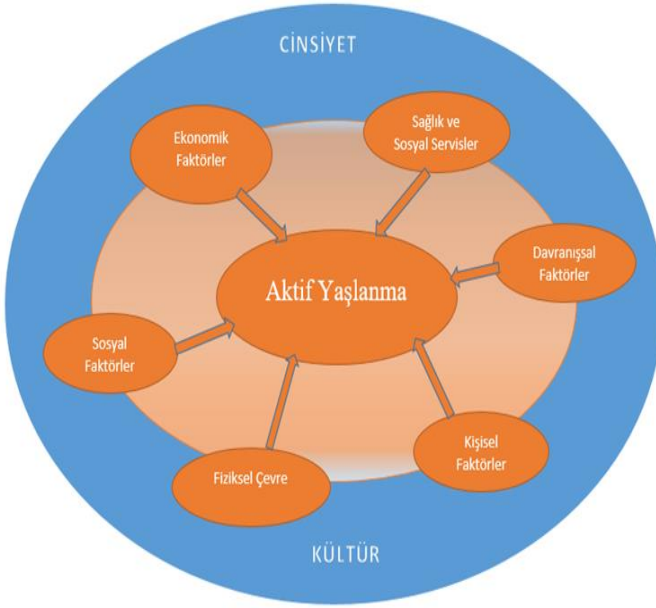 CİNSİYET
Ekonomik
Faktörler
Sağlık ve
Sosyal Servisler
Davranışsal
Faktörler
Aktif Yaşlanma
Sosyal
Faktörler
Kişisel
Faktörler
Fiziksel Çevre
KÜLTÜR